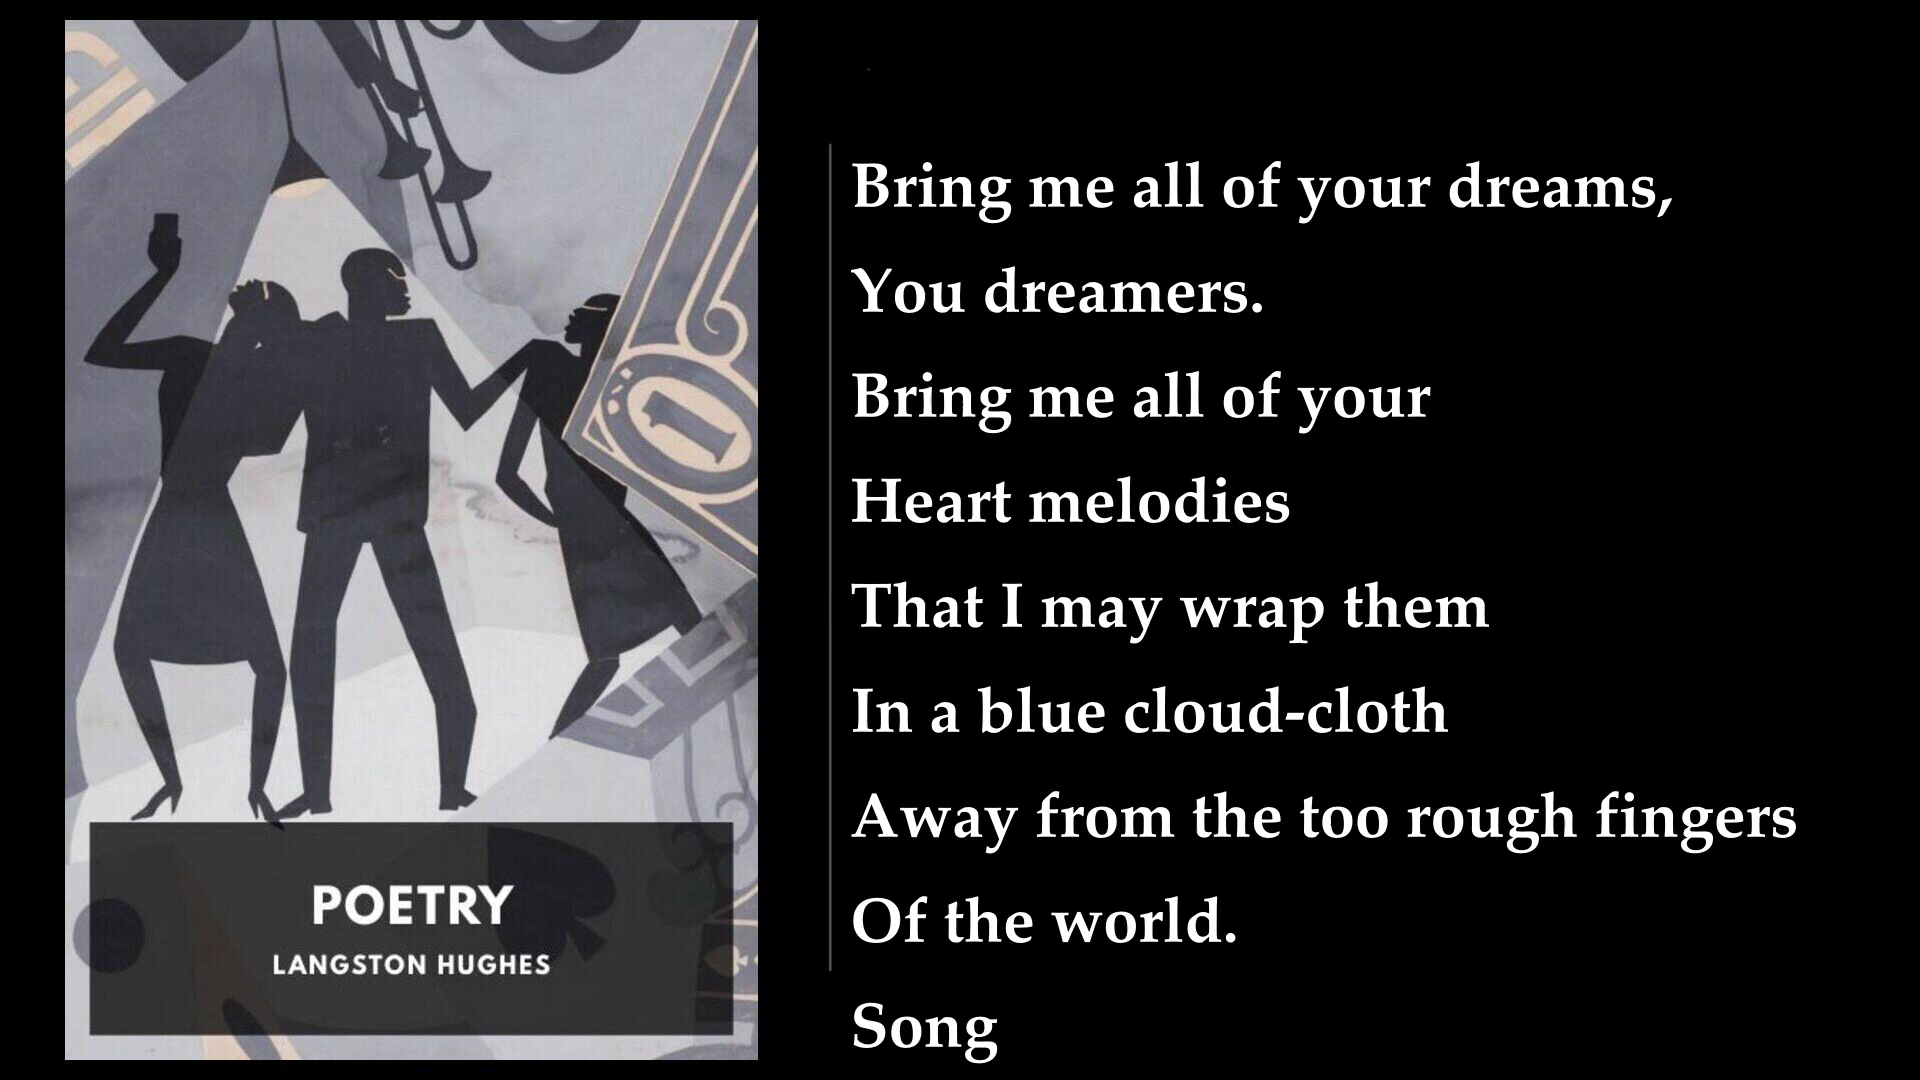 POETRY
LANGSTON HUGHES
Bring me all of your dreams,
You dreamers.
Bring me all of your
Heart melodies
That I may wrap them
In a blue cloud-cloth
Away from the too rough fingers
Of the world.
Song